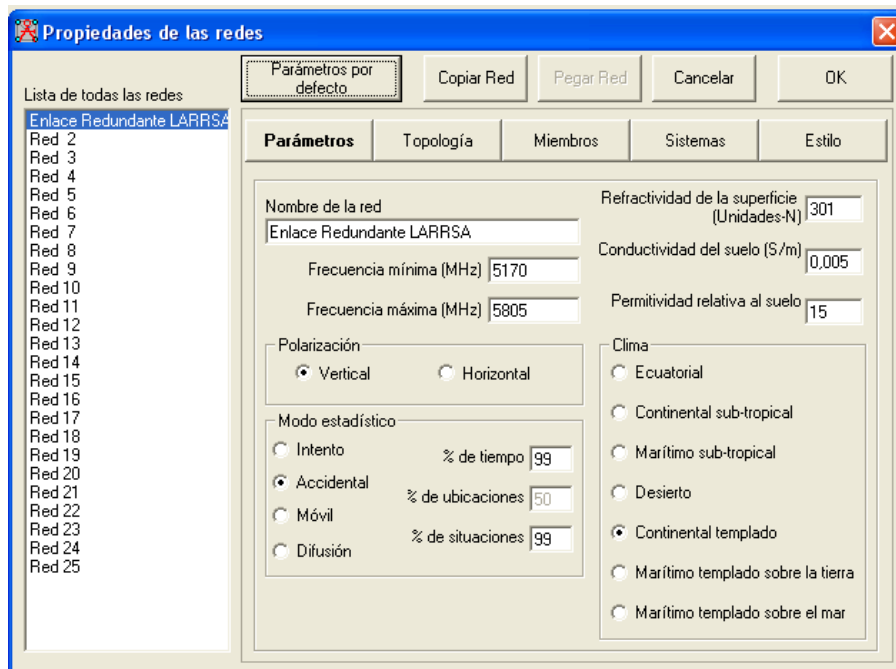 Propiedades de las redes
Parámetros por
defecto
Copiar Red
Pegar Red
Cancelar
OK
Lista de todas las redes
Enlace Redundante LARRSA
Red 2
Red 3
Red 4
Red 5
Red 6
Red 7
Red 8
Red 9
Red 10
Red 11
Red 12
Red 13
Red 14
Red 15
Red 16
Red 17
Red 18
Red 19
Red 20
Red 21
Red 22
Red 23
Red 24
Red 25
Parámetros
Topología
Miembros
Sistemas
Estilo
Nombre de la red
Enlace Redundante LARRSA
Frecuencia mínima (MHz) 5170
Frecuencia máxima (MHz) 5805
Polarización
Vertical
Horizontal
Modo estadístico
Intento
Accidental
Móvil
Difusión
% de tiempo 99
% de ubicaciones 50
% de situaciones 99
Refractividad de la superficie
(Unidades-N) 301
Conductividad del suelo (S/m) 0,005
Permitividad relativa al suelo 15
Clima
Ecuatorial
Continental sub-tropical
Marítimo sub-tropical
Desierto
Continental templado
Marítimo templado sobre la tierra
Marítimo templado sobre el mar